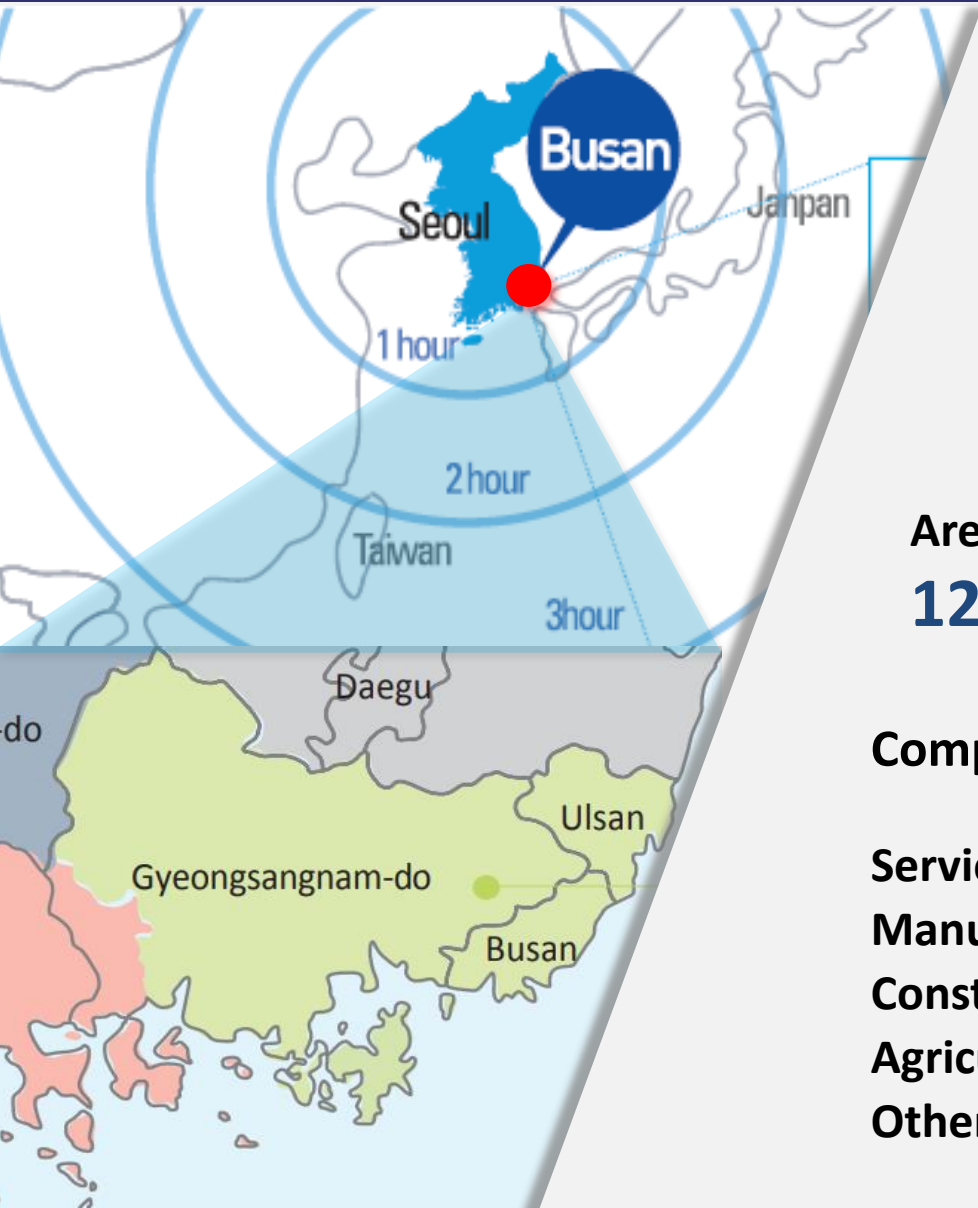 Busan
Seoul
Janpan
1 hour
2 hour
Taiwan
3hour
Daegu
-do
Ulsan
Gyeongsangnam-do
Busan
Are
12
Comp
Servic
Manu
Const
Agric
Other